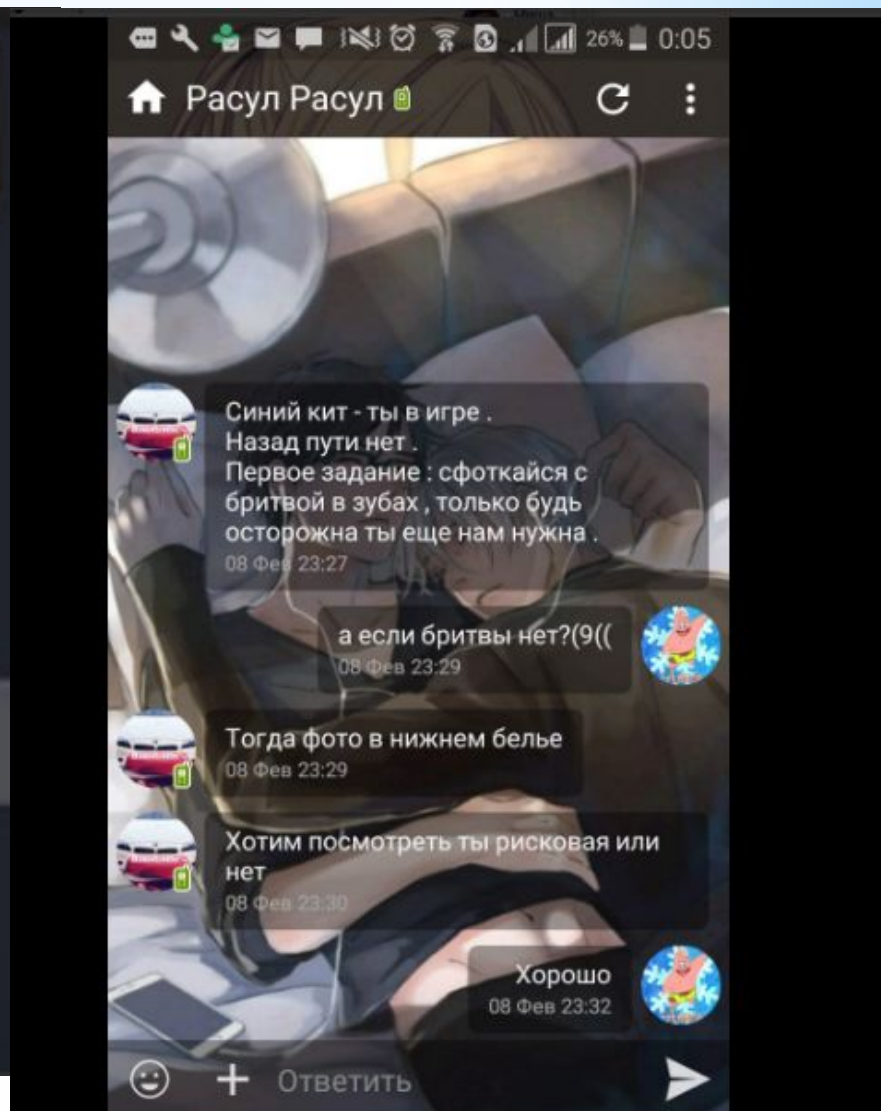 26% 0:05
Расул Расул
Синий кит - ты в игре .
Назад пути нет .
Первое задание : сфоткайся с
бритвой в зубах , только будь
осторожна ты еще нам нужна .
08 Фев 23:27
а если бритвы нет?(9((
08 Фев 23:29
Тогда фото в нижнем белье
08 Фев 23:29
Хотим посмотреть ты рисковая или
нет
08 Фев 23:30
Хорошо
08 Фев 23:32
Ответить